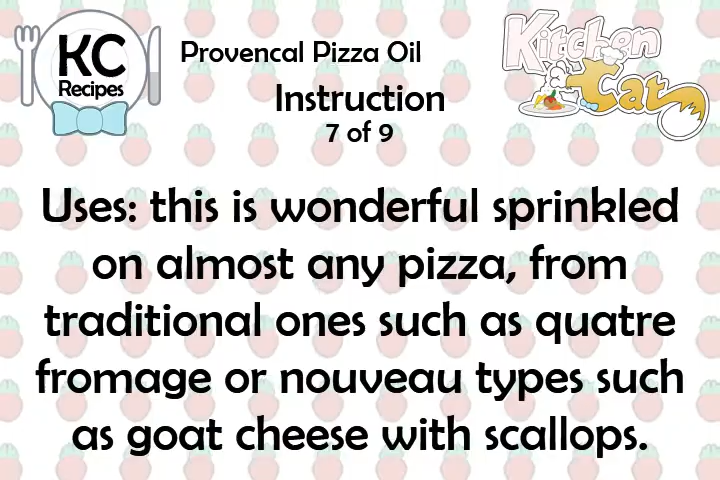 KC
Recipes
Provencal Pizza Oil
Instruction
7 of 9
Kitchen
Cat
Uses: this is wonderful sprinkled
on almost any pizza, from
traditional ones such as quatre
fromage or nouveau types such
as goat cheese with scallops.